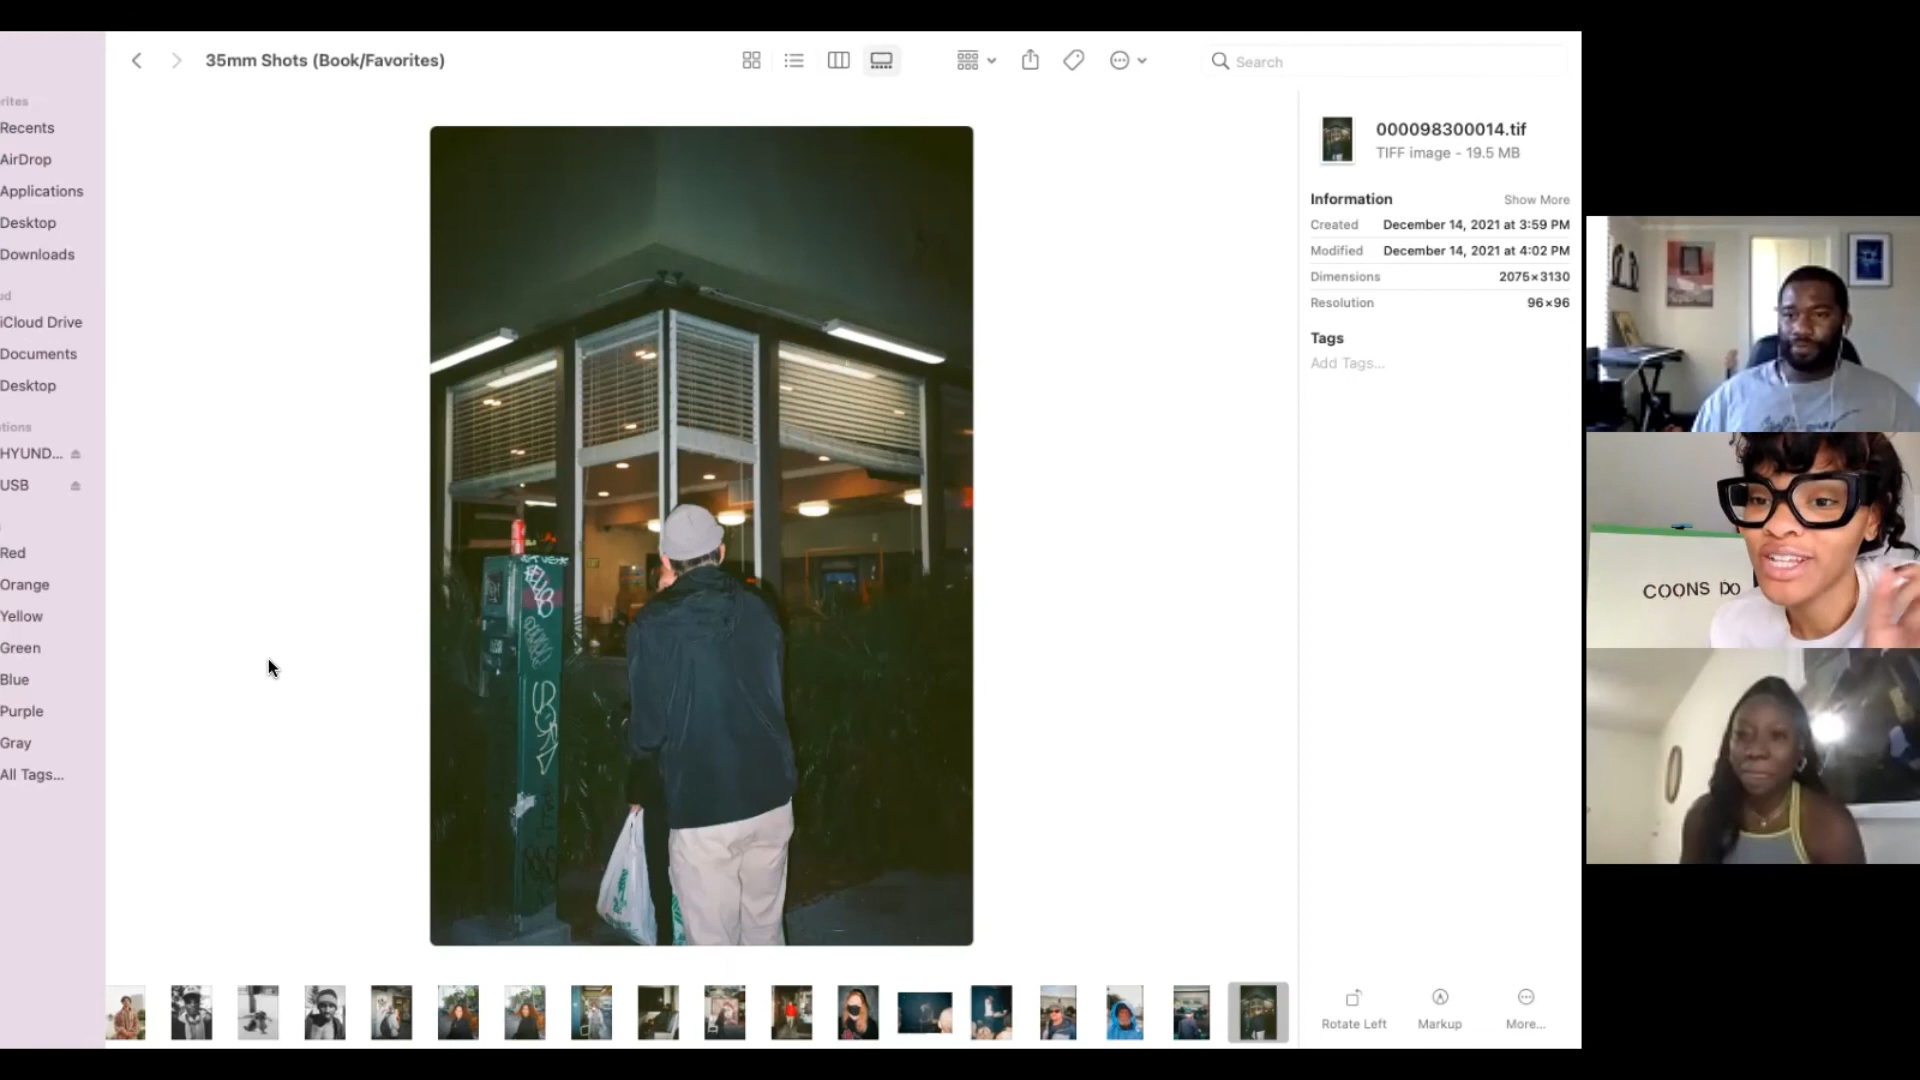 35mm Shots (Book/Favorites)
Search
rites
Recents
AirDrop
Applications
Desktop
Downloads
ud
iCloud Drive
Documents
Desktop
tions
HYUND...
USB
Red
Orange
Yellow
Green
Blue
Purple
Gray
All Tags...
000098300014.tif
TIFF image - 19.5 MB
Information Show More
Created December 14, 2021 at 3:59 PM
Modified December 14, 2021 at 4:02 PM
Dimensions 2075×3130
Resolution 96×96
Tags
Add Tags...
Rotate Left
Markup
More...
COONS DO